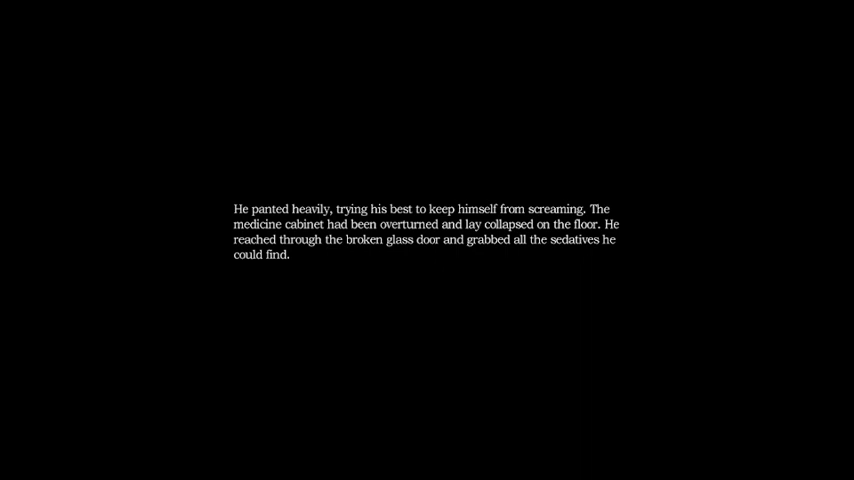 He panted heavily, trying his best to keep himself from screaming. The
medicine cabinet had been overturned and lay collapsed on the floor. He
reached through the broken glass door and grabbed all the sedatives he
could find.